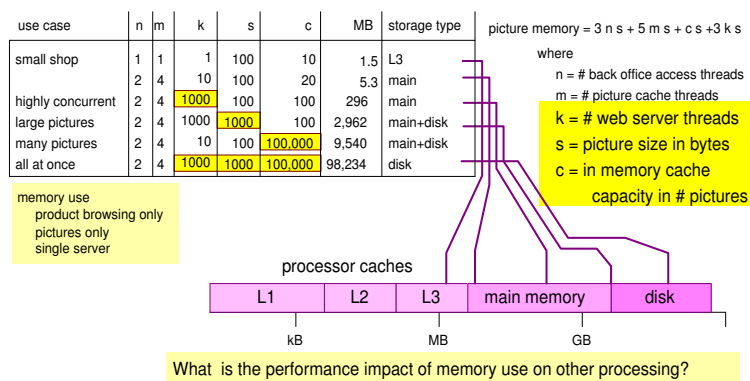 use case n m k s c MB storage type
small shop 1 1 1 100 10 1.5 L3
2 4 10 100 20 5.3 main
highly concurrent 2 4 1000 100 100 296 main
large pictures 2 4 1000 1000 100 2,962 main+disk
many pictures 2 4 10 100 100,000 9,540 main+disk
all at once 2 4 1000 1000 100,000 98,234 disk
picture memory = 3 n s + 5 m s + c s +3 k s
where
n = # back office access threads
m = # picture cache threads
k = # web server threads
s = picture size in bytes
c = in memory cache
capacity in # pictures
memory use
product browsing only
pictures only
single server
processor caches
L1 L2 L3 main memory disk
kB MB GB
What is the performance impact of memory use on other processing?